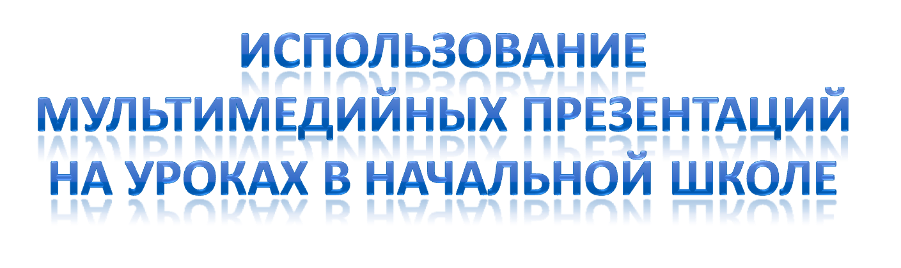 ИСПОЛЬЗОВАНИЕ
МУЛЬТИМЕДИЙНЫХ ПРЕЗЕНТАЦИЙ
НА УРОКАХ В НАЧАЛЬНОЙ ШКОЛЕ